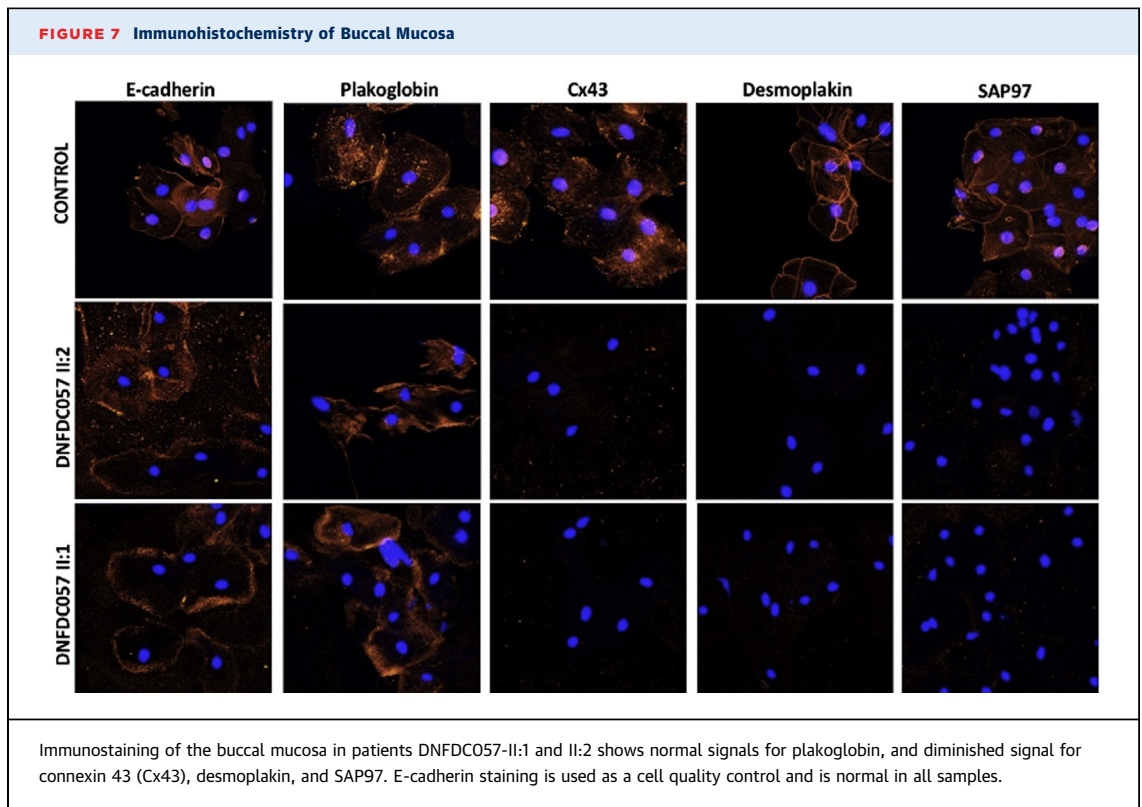 FIGURE 7 Immunohistochemistry of Buccal Mucosa
E-cadherin Plakoglobin Cx43 Desmoplakin SAP97
CONTROL
DNFDC057 II:2
DNFDC057 II:1
Immunostaining of the buccal mucosa in patients DNFDC057-II:1 and II:2 shows normal signals for plakoglobin, and diminished signal for
connexin 43 (Cx43), desmoplakin, and SAP97. E-cadherin staining is used as a cell quality control and is normal in all samples.